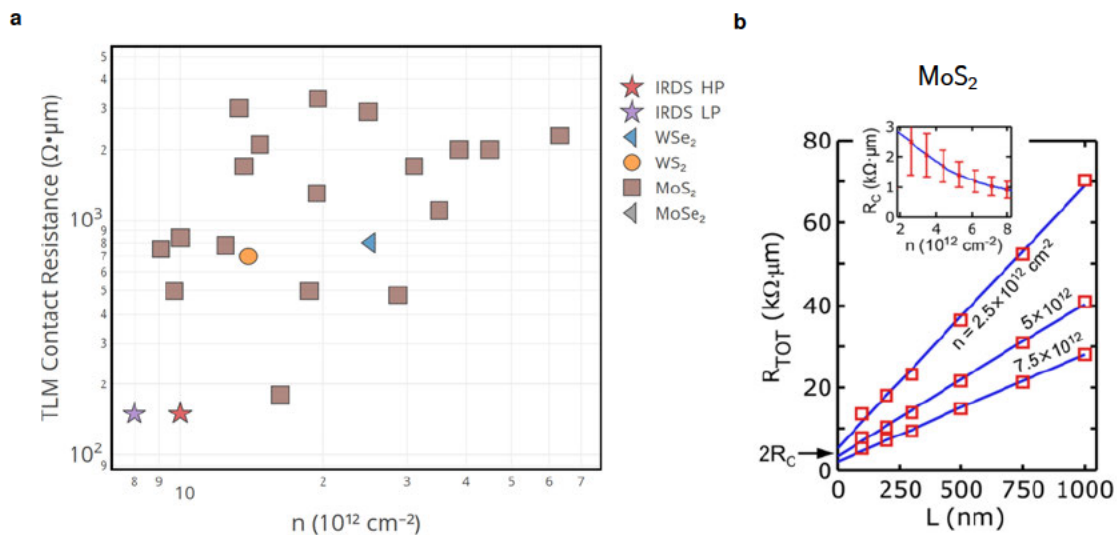 a
TLM Contact Resistance (Ω•μm)
5
4
3
2
10³
9
8
7
6
5
4
3
2
10²
9
8
9
10
2
3
4
5
6
7
n (10¹² cm⁻²)
IRDS HP
IRDS LP
WSe₂
WS₂
MoS₂
MoSe₂
b
MoS₂
R_TOT (kΩ·μm)
80
60
40
20
0
2R_C
0
250
500
750
1000
L (nm)
n = 2.5×10¹² cm⁻²
5×10¹²
7.5×10¹²
R_C (kΩ·μm)
3
2
1
0
2
4
6
8
n (10¹² cm⁻²)